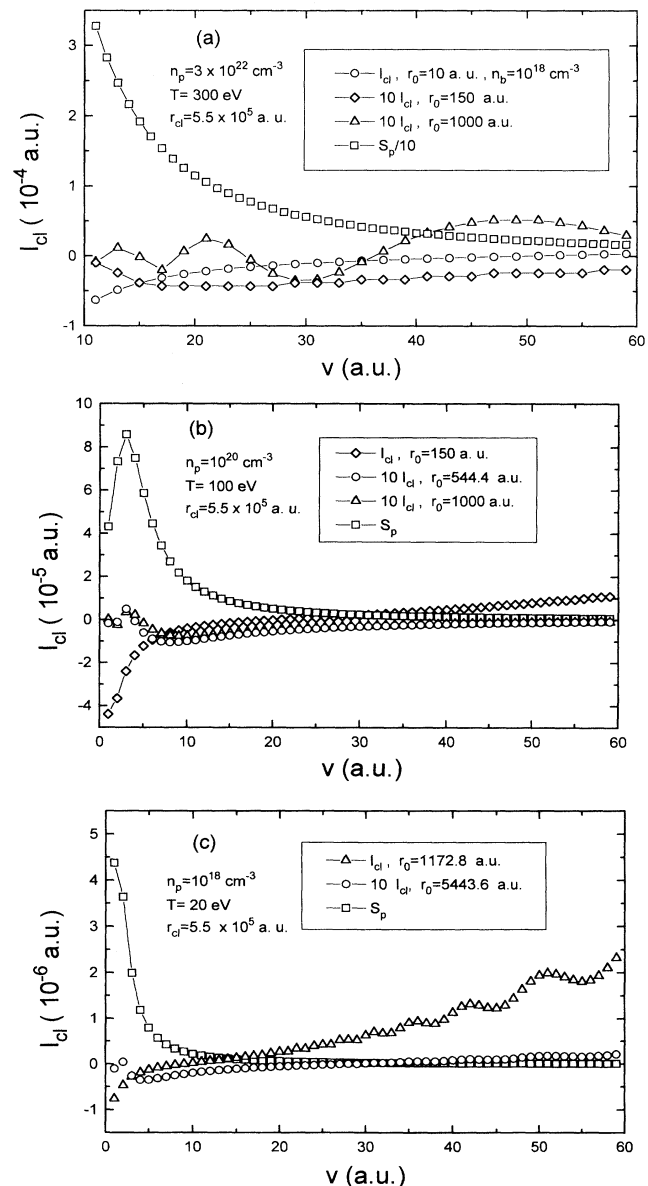 (a)
n_p=3 x 10^22 cm^-3
T= 300 eV
r_cl=5.5 x 10^5 a. u.
I_cl , r_0=10 a. u. , n_b=10^18 cm^-3
10 I_cl , r_0=150 a.u.
10 I_cl , r_0=1000 a.u.
S_p/10
I_cl ( 10^-4 a.u.)
3
2
1
0
-1
10 20 30 40 50 60
v (a.u.)
(b)
n_p=10^20 cm^-3
T= 100 eV
r_cl=5.5 x 10^5 a. u.
I_cl , r_0=150 a. u.
10 I_cl , r_0=544.4 a.u.
10 I_cl , r_0=1000 a.u.
S_p
I_cl ( 10^-5 a.u.)
10
8
6
4
2
0
-2
-4
0 10 20 30 40 50 60
v (a.u.)
(c)
n_p=10^18 cm^-3
T= 20 eV
r_cl=5.5 x 10^5 a. u.
I_cl , r_0=1172.8 a.u.
10 I_cl, r_0=5443.6 a.u.
S_p
I_cl ( 10^-6 a.u.)
5
4
3
2
1
0
-1
0 10 20 30 40 50 60
v (a.u.)